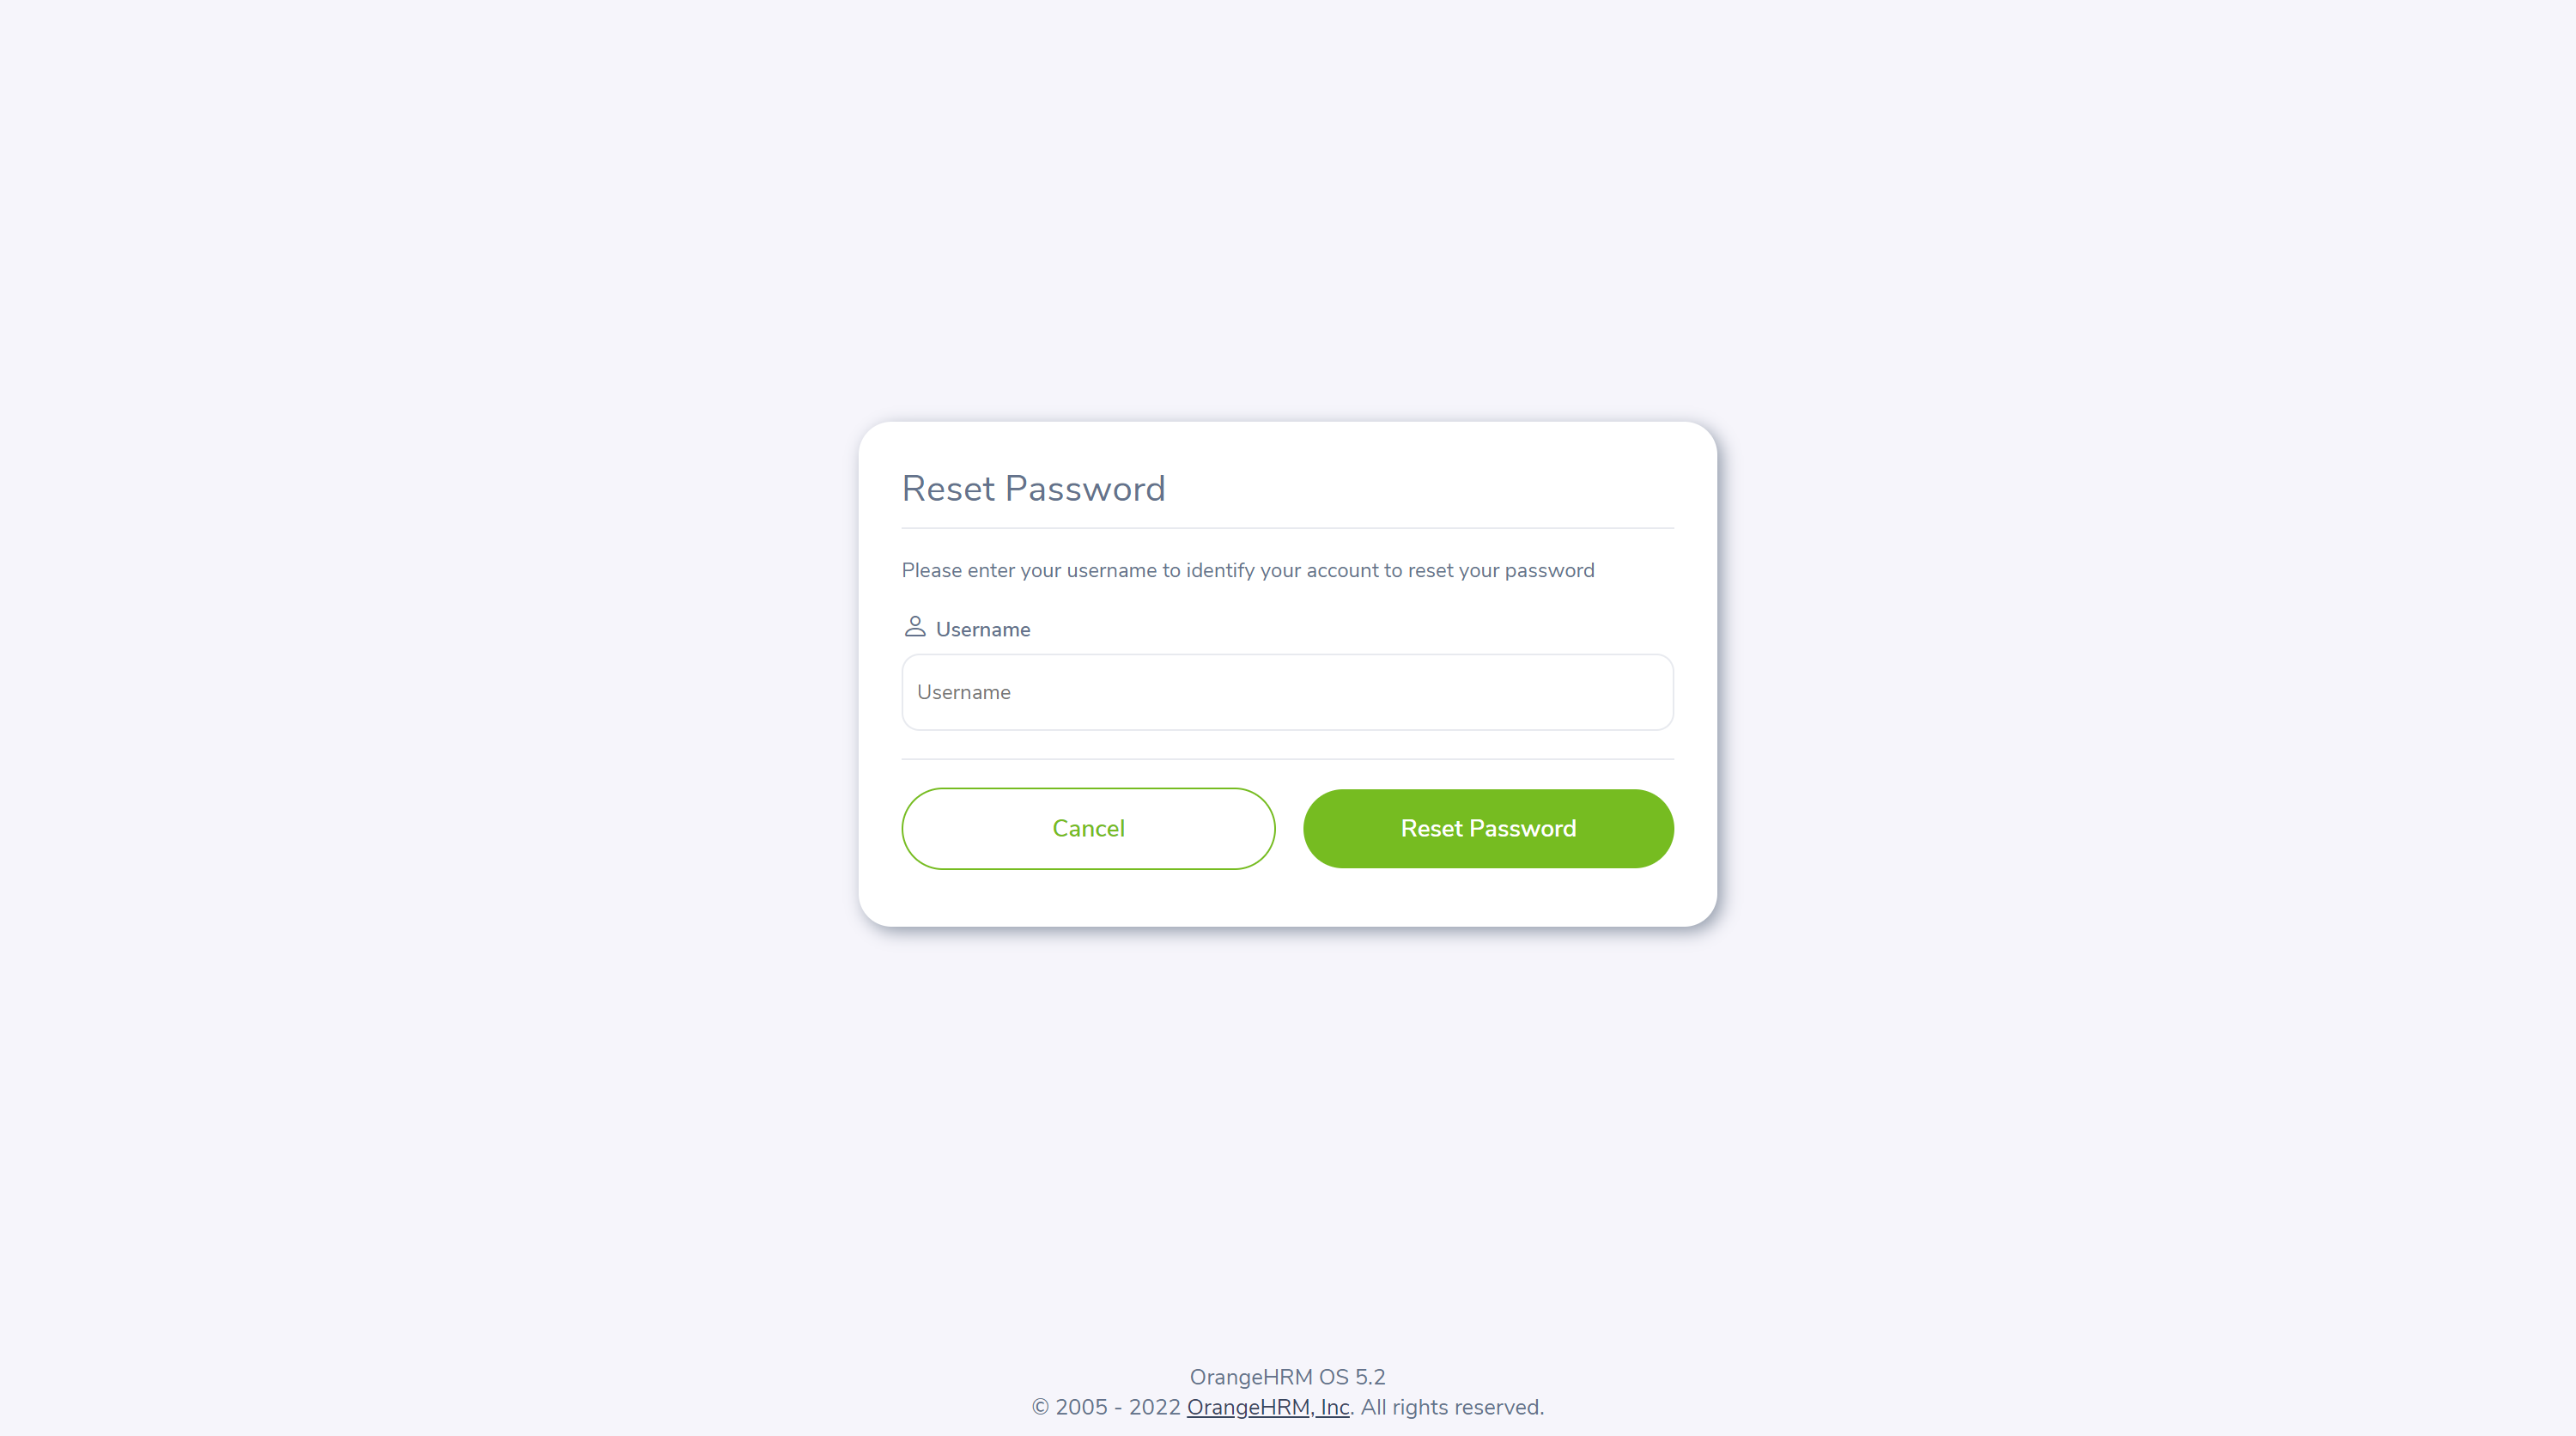 Reset Password
Please enter your username to identify your account to reset your password
Username
Username
Cancel
Reset Password
OrangeHRM OS 5.2
© 2005 - 2022 OrangeHRM, Inc. All rights reserved.